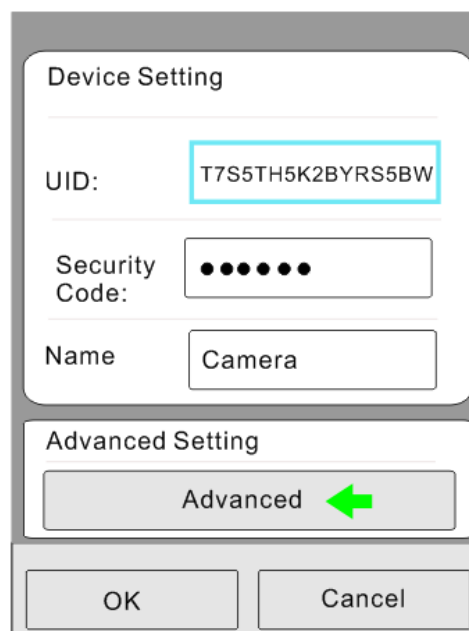 Device Setting
UID: T7S5TH5K2BYRS5BW
Security Code: ●●●●●●
Name Camera
Advanced Setting
Advanced
OK Cancel